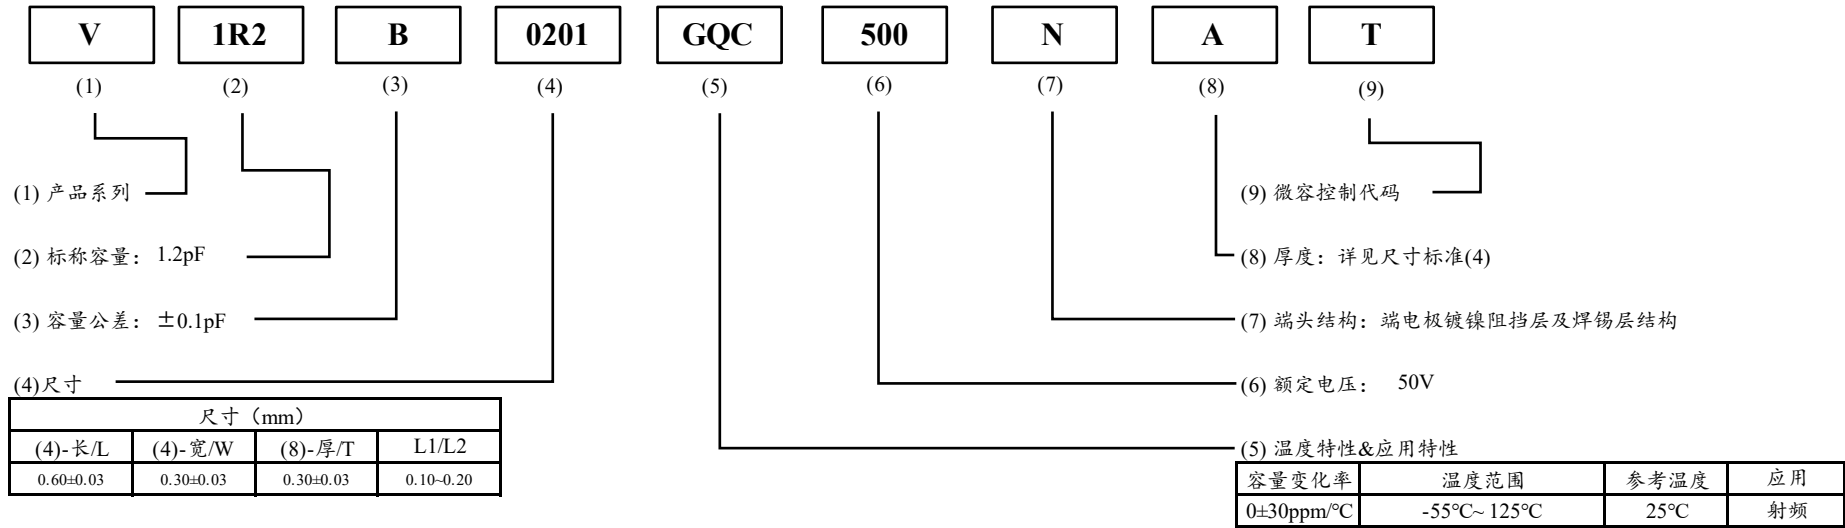 V 1R2 B 0201 GQC 500 N A T
(1) (2) (3) (4) (5) (6) (7) (8) (9)
(1) 产品系列
(9) 微容控制代码
(2) 标称容量： 1.2pF
(8) 厚度：详见尺寸标准(4)
(3) 容量公差：±0.1pF
(7) 端头结构：端电极镀镍阻挡层及焊锡层结构
(4)尺寸
(6) 额定电压： 50V
尺寸（mm）
(4)-长/L (4)-宽/W (8)-厚/T L1/L2
0.60±0.03 0.30±0.03 0.30±0.03 0.10~0.20
(5) 温度特性&应用特性
容量变化率 温度范围 参考温度 应用
0±30ppm/℃ -55℃~ 125℃ 25℃ 射频